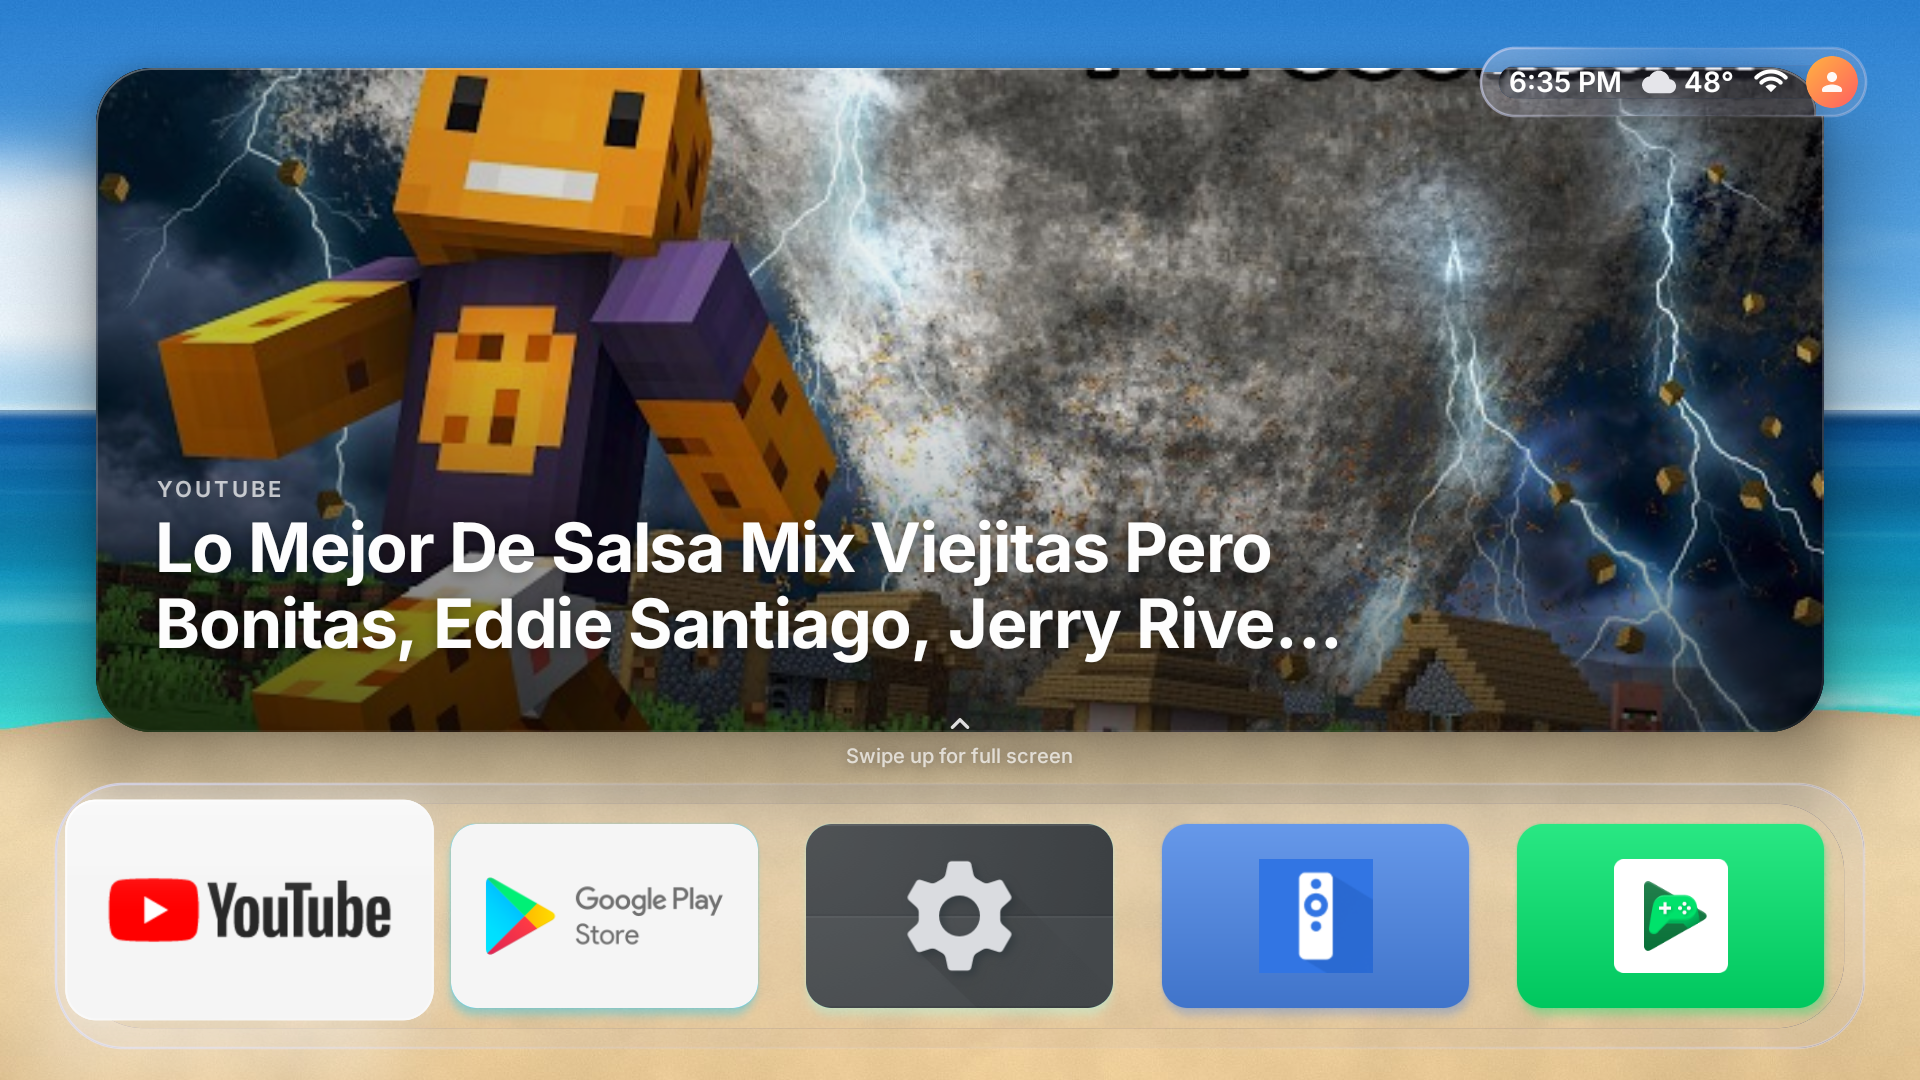 6:35 PM 48°
YOUTUBE
Lo Mejor De Salsa Mix Viejitas Pero
Bonitas, Eddie Santiago, Jerry Rive...
Swipe up for full screen
YouTube
Google Play
Store